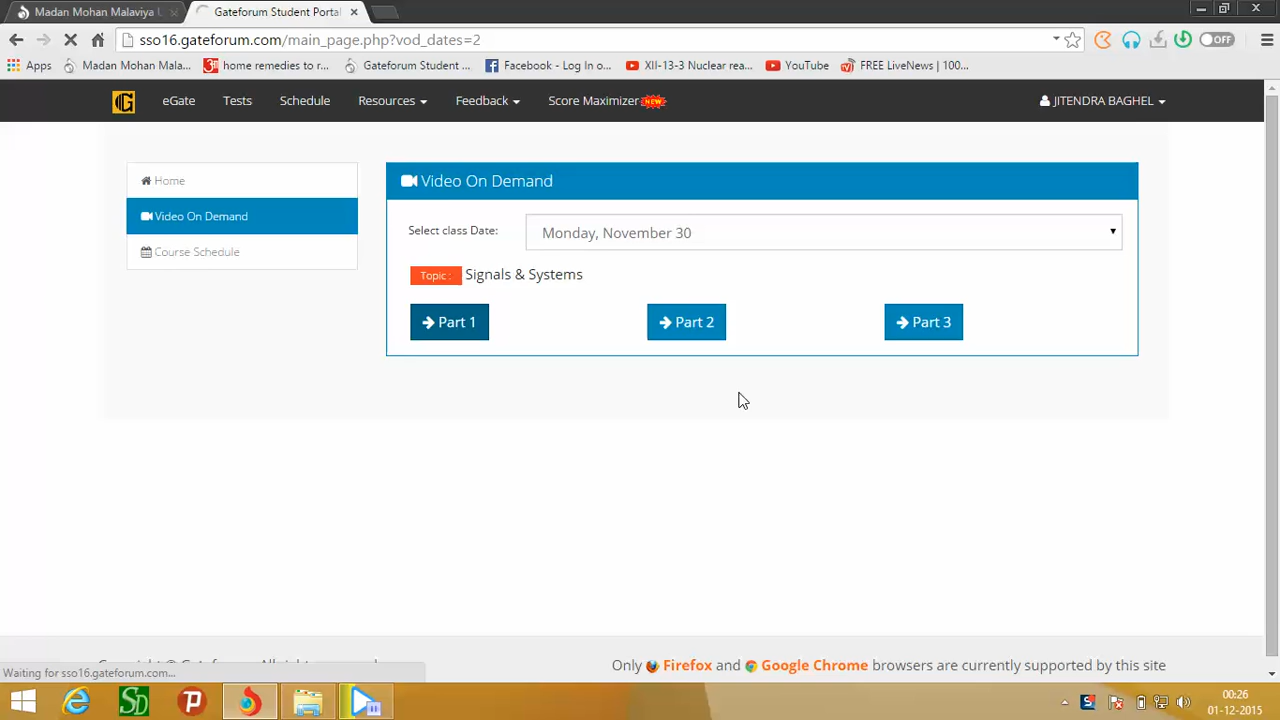 Madan Mohan Malaviya U
Gateforum Student Portal
sso16.gateforum.com/main_page.php?vod_dates=2
OFF
Apps
Madan Mohan Mala...
home remedies to r...
Gateforum Student ...
Facebook - Log In o...
XII-13-3 Nuclear rea...
YouTube
FREE LiveNews | 100...
G
eGate
Tests
Schedule
Resources
Feedback
Score Maximizer NEW
JITENDRA BAGHEL
Home
Video On Demand
Course Schedule
Video On Demand
Select class Date:
Monday, November 30
Topic : Signals & Systems
Part 1
Part 2
Part 3
Only Firefox and Google Chrome browsers are currently supported by this site
Waiting for sso16.gateforum.com...
SD
00:26
01-12-2015